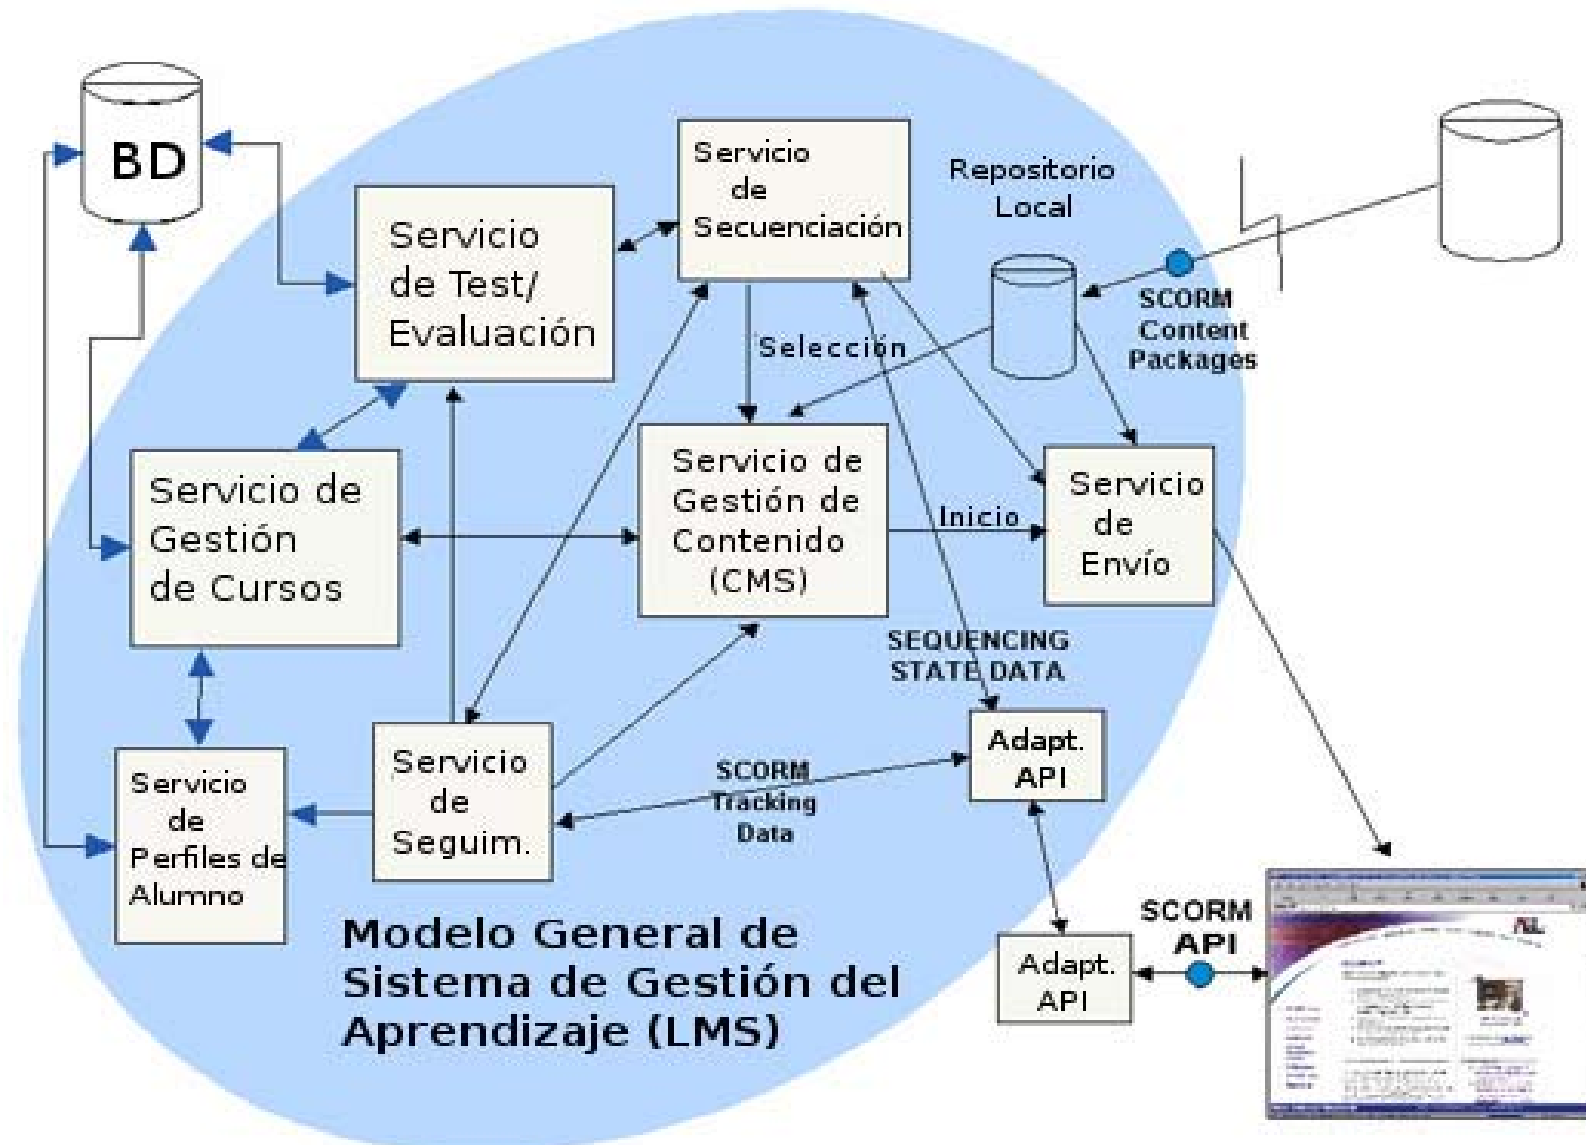 BD
Servicio
de
Secuenciación
Repositorio
Local
Servicio
de Test/
Evaluación
SCORM
Content
Packages
Selección
Servicio de
Gestión
de Cursos
Servicio de
Gestión de
Contenido
(CMS)
Inicio
Servicio
de
Envío
SEQUENCING
STATE DATA
Servicio
de
Perfiles de
Alumno
Servicio
de
Seguim.
SCORM
Tracking
Data
Adapt.
API
Modelo General de
Sistema de Gestión del
Aprendizaje (LMS)
Adapt.
API
SCORM
API